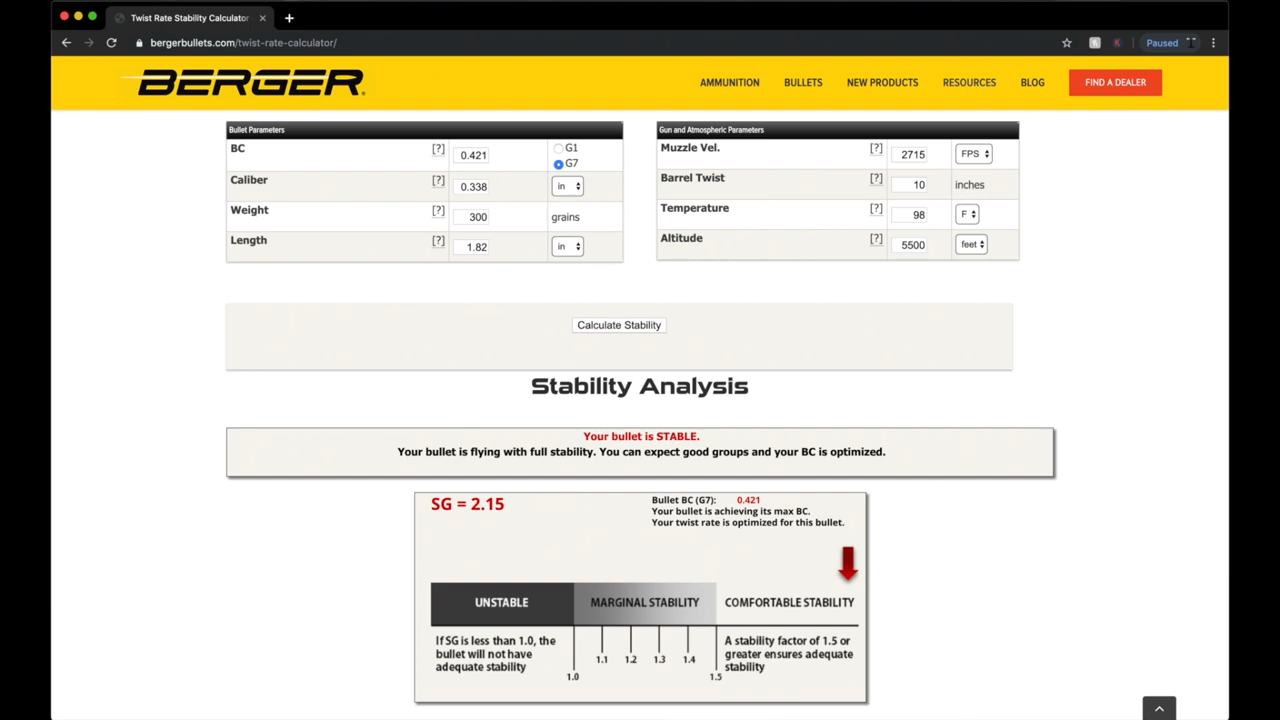 Twist Rate Stability Calculator
bergerbullets.com/twist-rate-calculator/
Paused
BERGER
AMMUNITION BULLETS NEW PRODUCTS RESOURCES BLOG FIND A DEALER
Bullet Parameters
BC [?] 0.421 G1
G7
Caliber [?] 0.338 in
Weight [?] 300 grains
Length [?] 1.82 in
Gun and Atmospheric Parameters
Muzzle Vel. [?] 2715 FPS
Barrel Twist [?] 10 inches
Temperature [?] 98 F
Altitude [?] 5500 feet
Calculate Stability
Stability Analysis
Your bullet is STABLE.
Your bullet is flying with full stability. You can expect good groups and your BC is optimized.
SG = 2.15
Bullet BC (G7): 0.421
Your bullet is achieving its max BC.
Your twist rate is optimized for this bullet.
UNSTABLE MARGINAL STABILITY COMFORTABLE STABILITY
If SG is less than 1.0, the
bullet will not have
adequate stability
1.0 1.1 1.2 1.3 1.4 1.5
A stability factor of 1.5 or
greater ensures adequate
stability